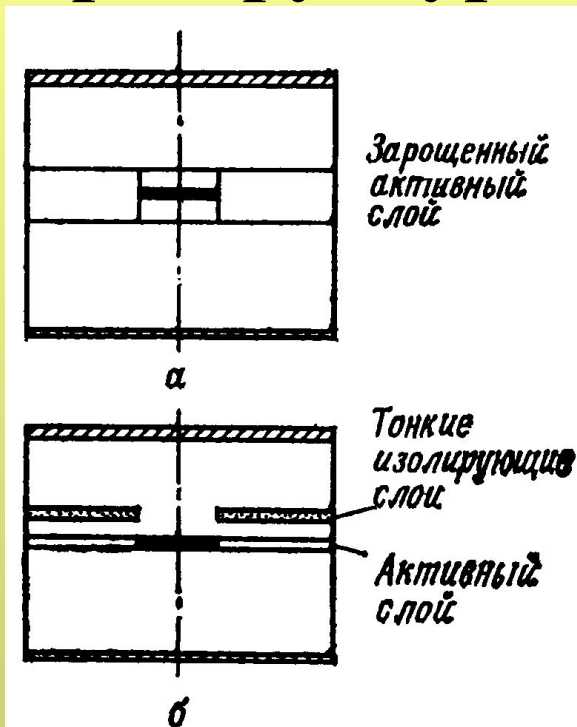 Зарощенный
активный
слой
а
Тонкие
изолирующие
слои
Активный
слой
б